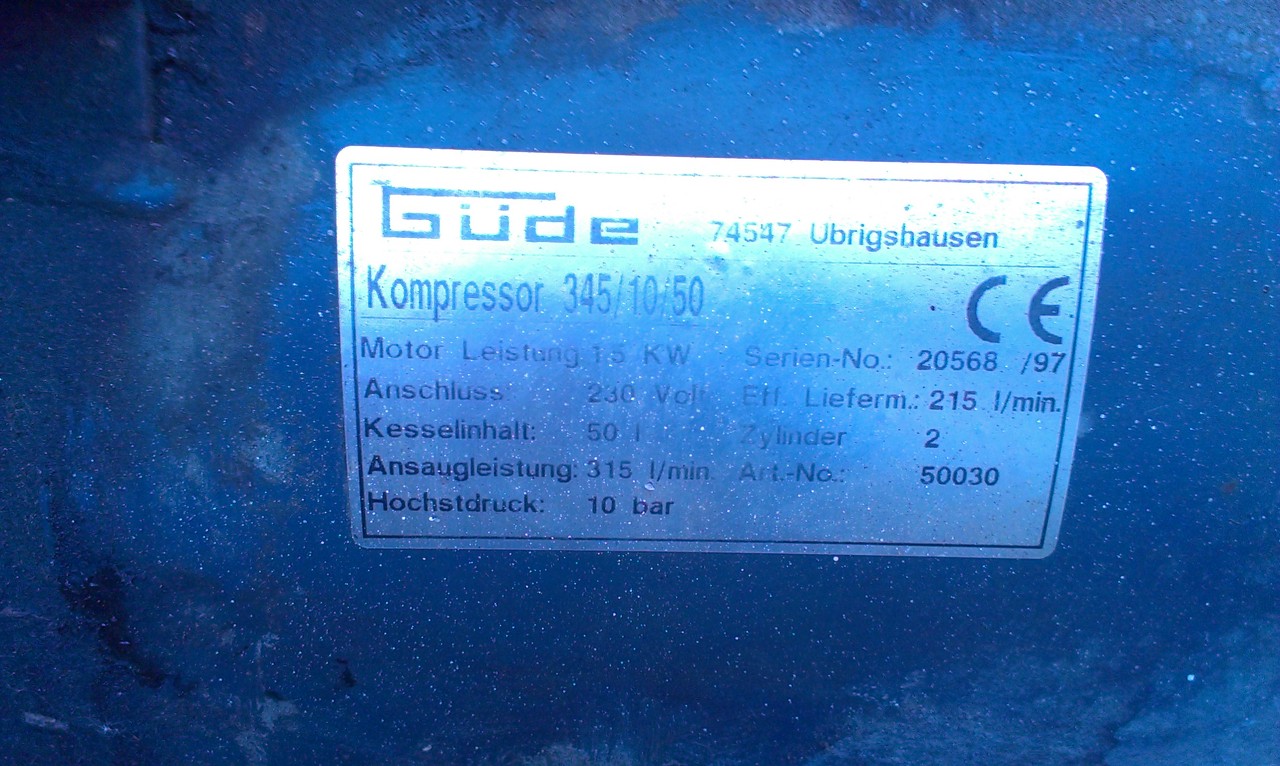 Güde 74547 Ubrigshausen
Kompressor 345/10/50
CE
Motor Leistung 1.5 KW Serien-No.: 20568 /97
Anschluss: 230 Volt Eff. Lieferm.: 215 l/min.
Kesselinhalt: 50 l Zylinder 2
Ansaugleistung: 315 l/min. Art.-No.: 50030
Hochstdruck: 10 bar